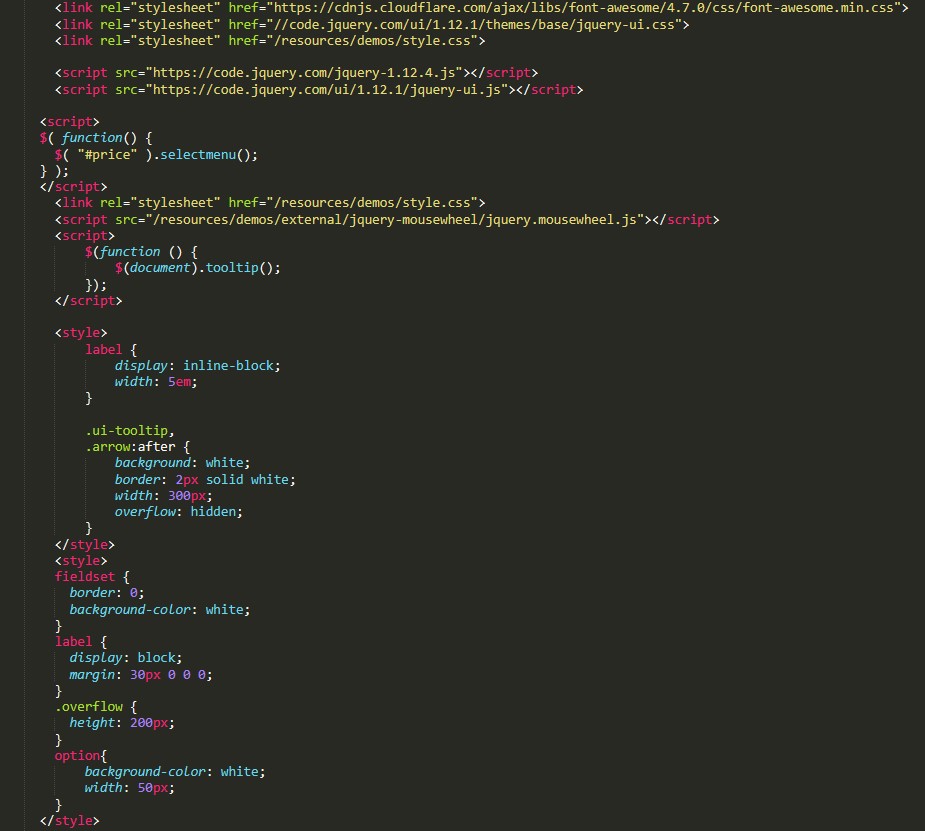 <link rel="stylesheet" href="https://cdnjs.cloudflare.com/ajax/libs/font-awesome/4.7.0/css/font-awesome.min.css">
<link rel="stylesheet" href="//code.jquery.com/ui/1.12.1/themes/base/jquery-ui.css">
<link rel="stylesheet" href="/resources/demos/style.css">
<script src="https://code.jquery.com/jquery-1.12.4.js"></script>
<script src="https://code.jquery.com/ui/1.12.1/jquery-ui.js"></script>
<script>
$( function() {
$( "#price" ).selectmenu();
} );
</script>
<link rel="stylesheet" href="/resources/demos/style.css">
<script src="/resources/demos/external/jquery-mousewheel/jquery.mousewheel.js"></script>
<script>
$(function () {
$(document).tooltip();
});
</script>
<style>
label {
display: inline-block;
width: 5em;
}
.ui-tooltip,
.arrow:after {
background: white;
border: 2px solid white;
width: 300px;
overflow: hidden;
}
</style>
<style>
fieldset {
border: 0;
background-color: white;
}
label {
display: block;
margin: 30px 0 0 0;
}
.overflow {
height: 200px;
}
option{
background-color: white;
width: 50px;
}
</style>